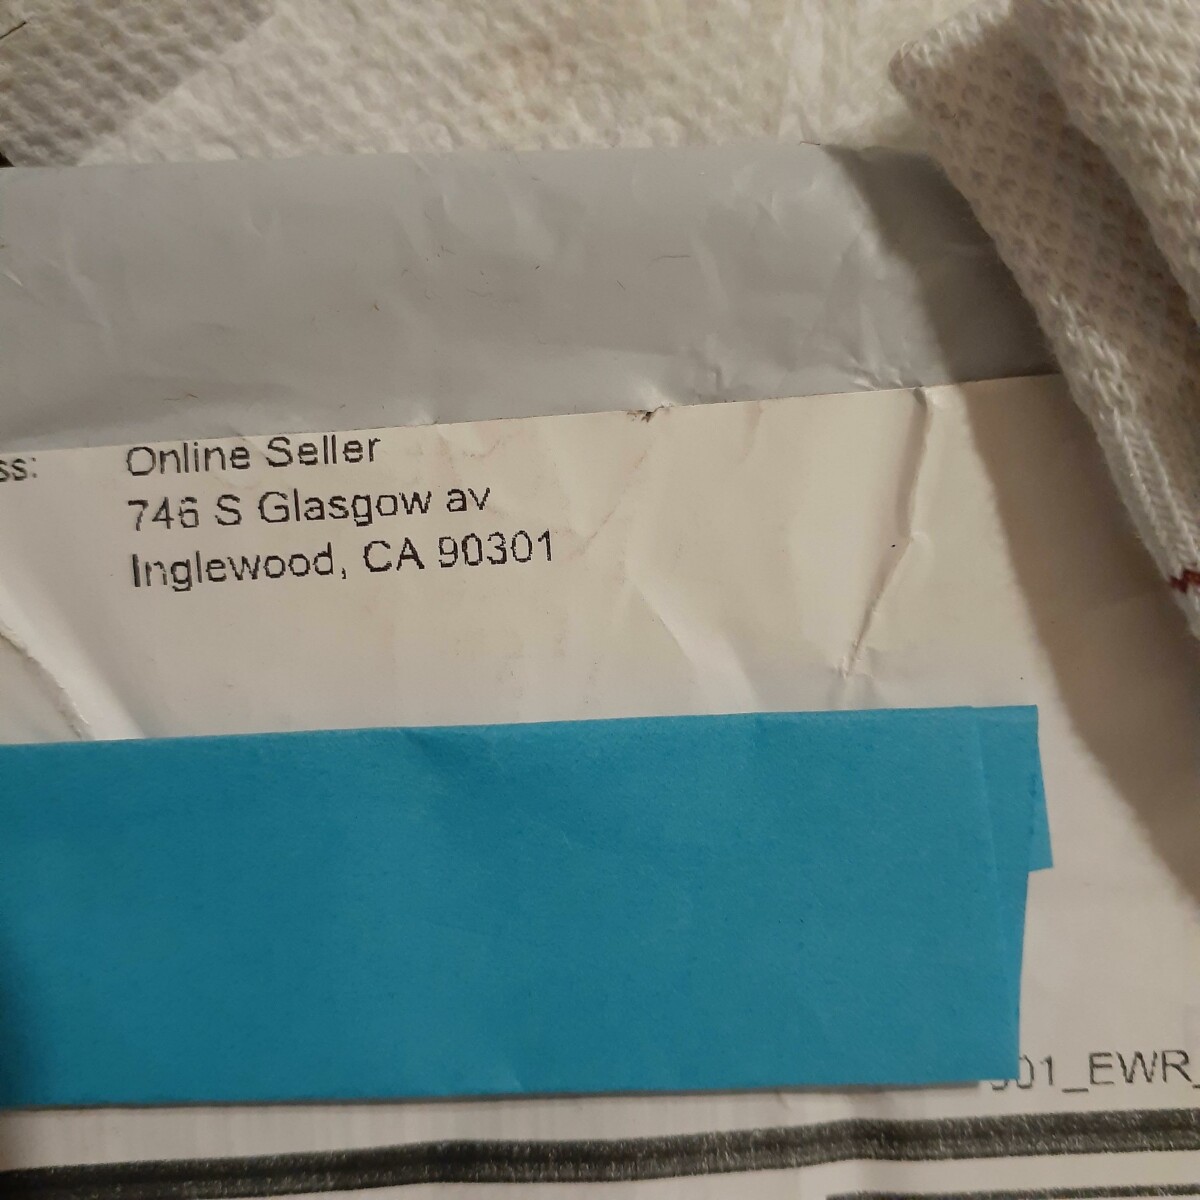 ss: Online Seller
746 S Glasgow av
Inglewood, CA 90301
01_EWR_